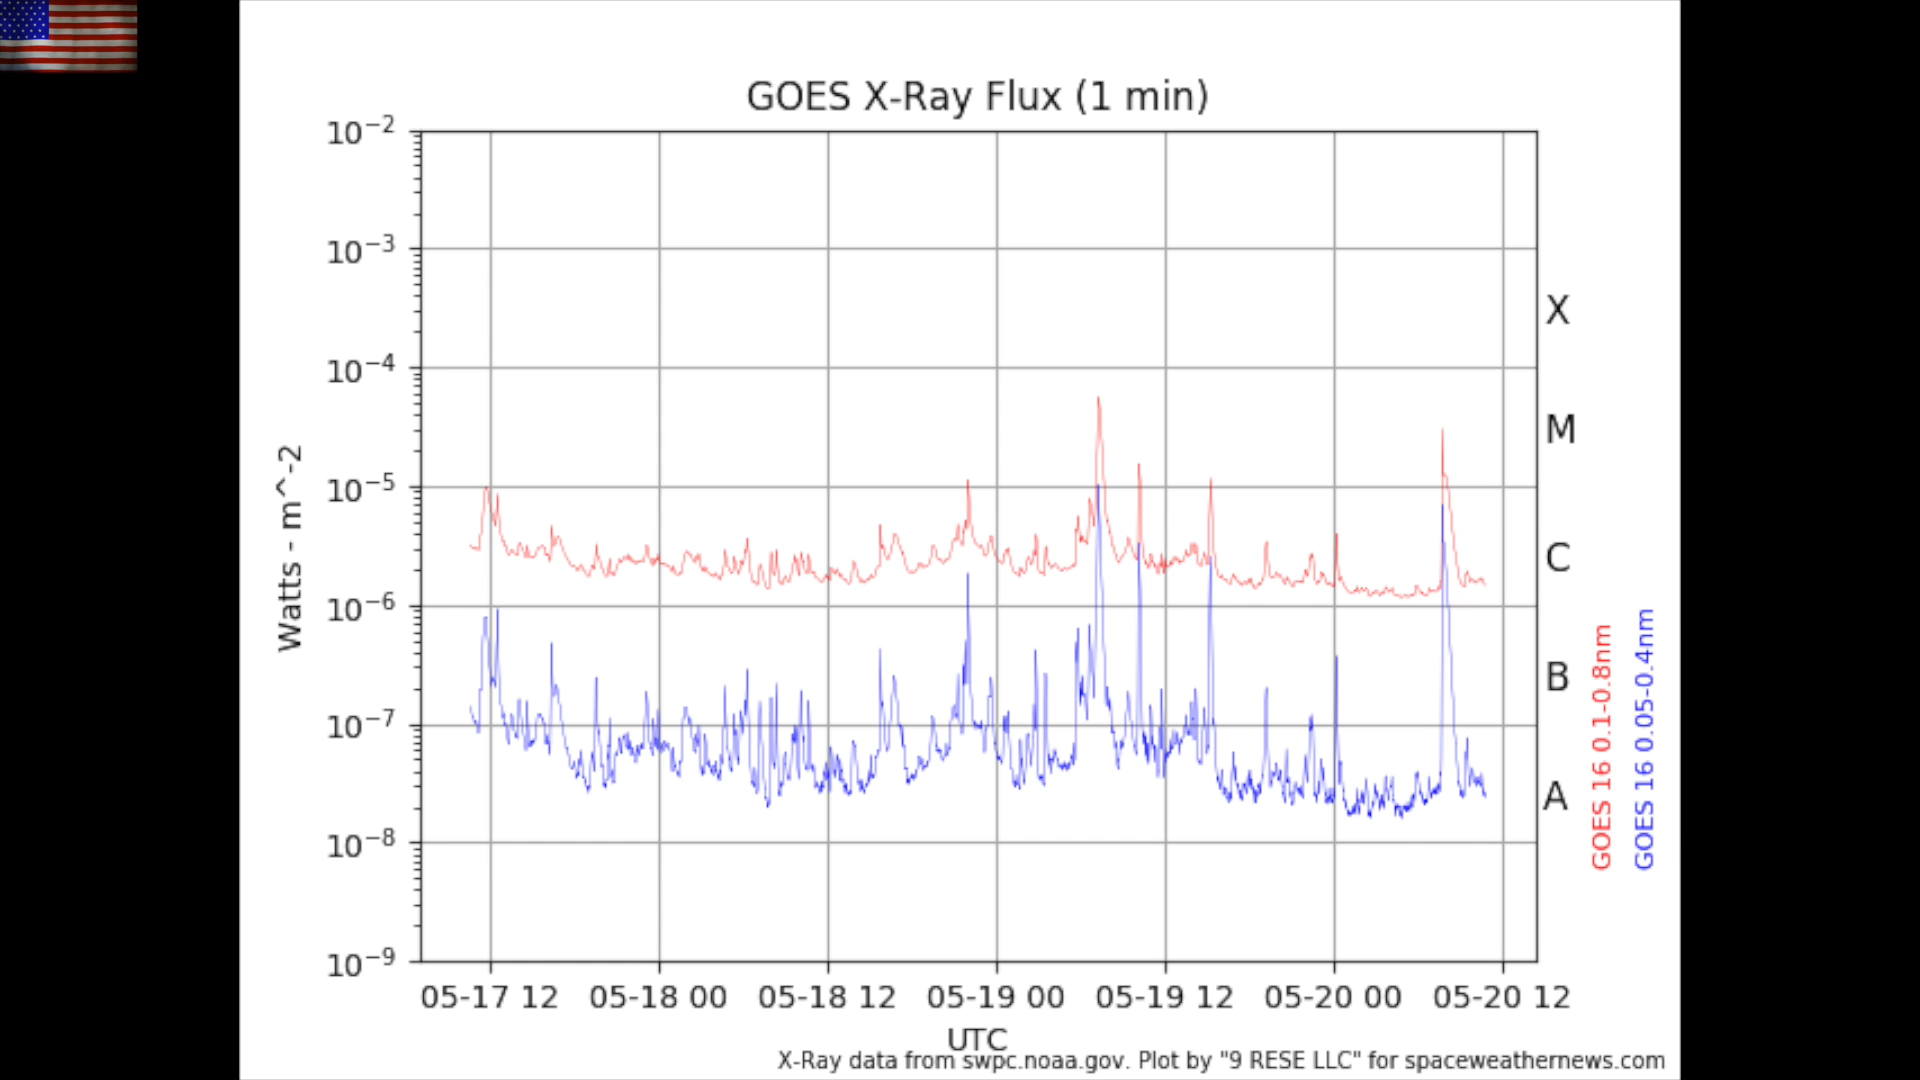 GOES X-Ray Flux (1 min)
10−2
10−3
10−4
10−5
10−6
10−7
10−8
10−9
Watts - m^-2
X
M
C
B
A
GOES 16 0.1-0.8nm
GOES 16 0.05-0.4nm
05-17 12 05-18 00 05-18 12 05-19 00 05-19 12 05-20 00 05-20 12
UTC
X-Ray data from swpc.noaa.gov. Plot by "9 RESE LLC" for spaceweathernews.com